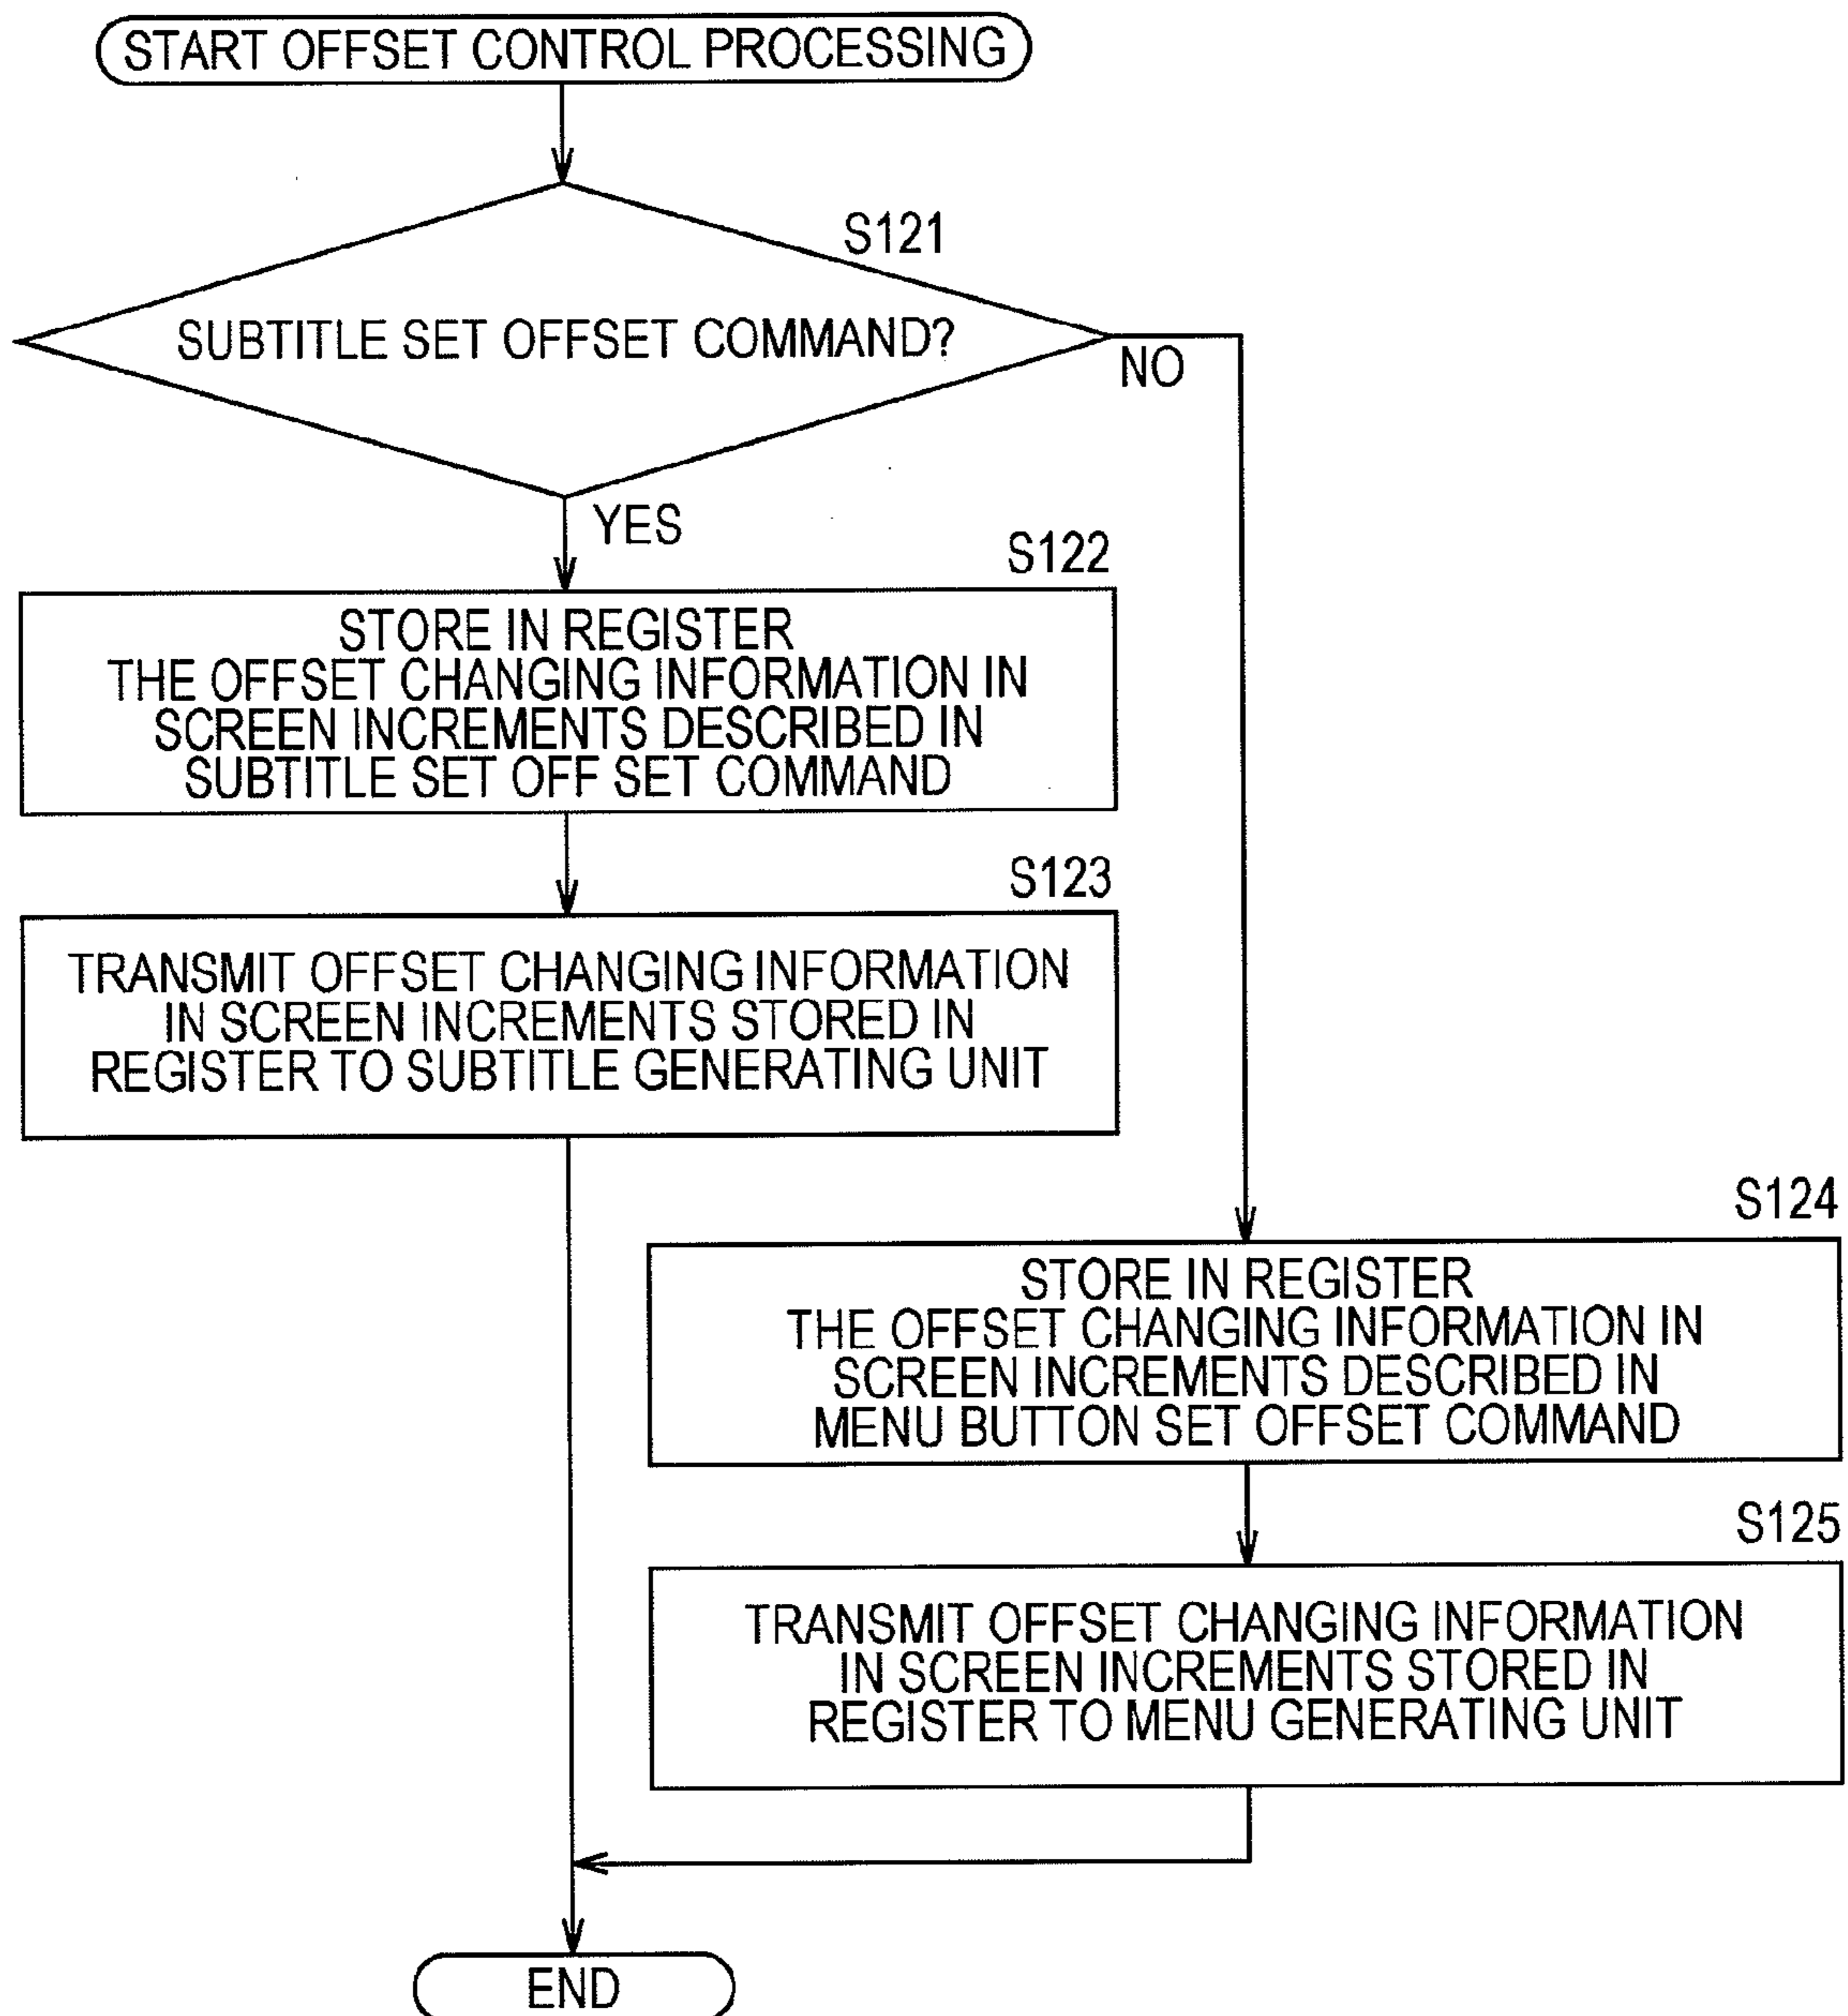 START OFFSET CONTROL PROCESSING
S121
SUBTITLE SET OFFSET COMMAND?
NO
YES
S122
STORE IN REGISTER
THE OFFSET CHANGING INFORMATION IN
SCREEN INCREMENTS DESCRIBED IN
SUBTITLE SET OFF SET COMMAND
S123
TRANSMIT OFFSET CHANGING INFORMATION
IN SCREEN INCREMENTS STORED IN
REGISTER TO SUBTITLE GENERATING UNIT
S124
STORE IN REGISTER
THE OFFSET CHANGING INFORMATION IN
SCREEN INCREMENTS DESCRIBED IN
MENU BUTTON SET OFFSET COMMAND
S125
TRANSMIT OFFSET CHANGING INFORMATION
IN SCREEN INCREMENTS STORED IN
REGISTER TO MENU GENERATING UNIT
END